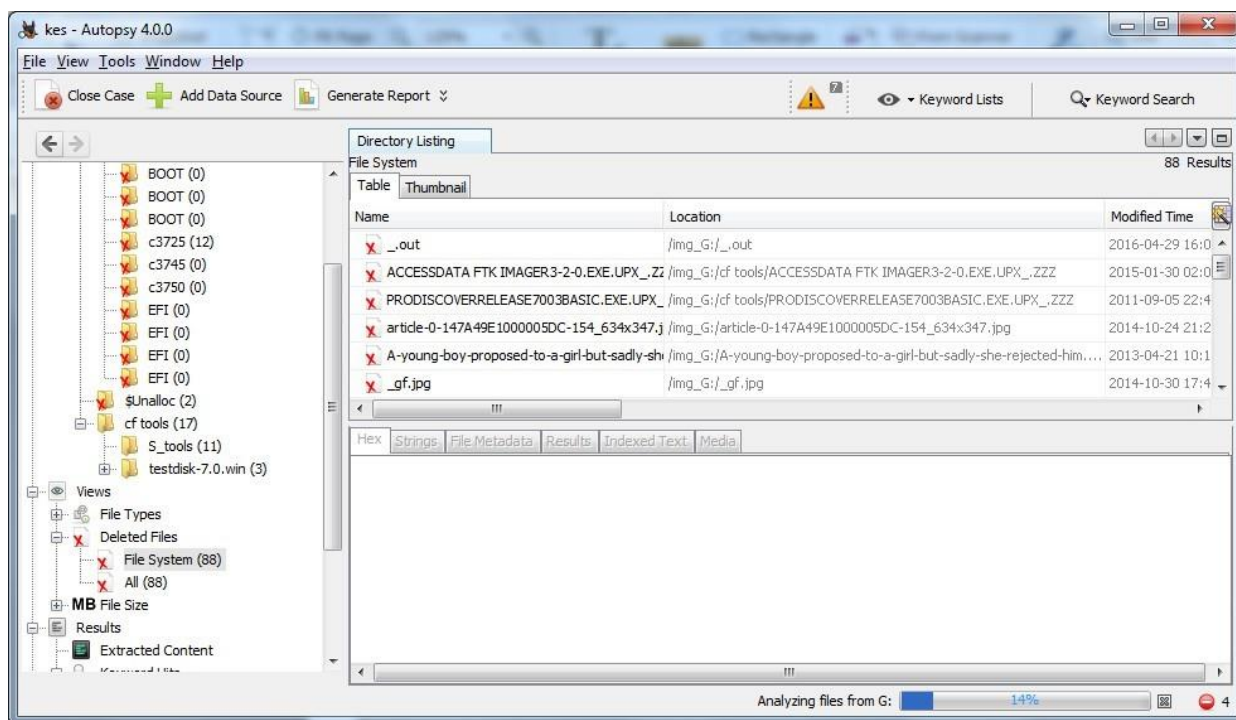 kes - Autopsy 4.0.0
File View Tools Window Help
Close Case Add Data Source Generate Report 7 Keyword Lists Keyword Search
Directory Listing
File System 88 Results
Table Thumbnail
Name Location Modified Time
_.out /img_G:/_.out 2016-04-29 16:0
ACCESSDATA FTK IMAGER3-2-0.EXE.UPX_.ZZ /img_G:/cf tools/ACCESSDATA FTK IMAGER3-2-0.EXE.UPX_.ZZZ 2015-01-30 02:0
PRODISCOVERRELEASE7003BASIC.EXE.UPX_ /img_G:/cf tools/PRODISCOVERRELEASE7003BASIC.EXE.UPX_.ZZZ 2011-09-05 22:4
article-0-147A49E1000005DC-154_634x347.j /img_G:/article-0-147A49E1000005DC-154_634x347.jpg 2014-10-24 21:2
A-young-boy-proposed-to-a-girl-but-sadly-sh /img_G:/A-young-boy-proposed-to-a-girl-but-sadly-she-rejected-him.... 2013-04-21 10:1
_gf.jpg /img_G:/_gf.jpg 2014-10-30 17:4
BOOT (0)
BOOT (0)
BOOT (0)
c3725 (12)
c3745 (0)
c3750 (0)
EFI (0)
EFI (0)
EFI (0)
EFI (0)
$Unalloc (2)
cf tools (17)
S_tools (11)
testdisk-7.0.win (3)
Views
File Types
Deleted Files
File System (88)
All (88)
MB File Size
Results
Extracted Content
Hex Strings File Metadata Results Indexed Text Media
Analyzing files from G: 14% 4